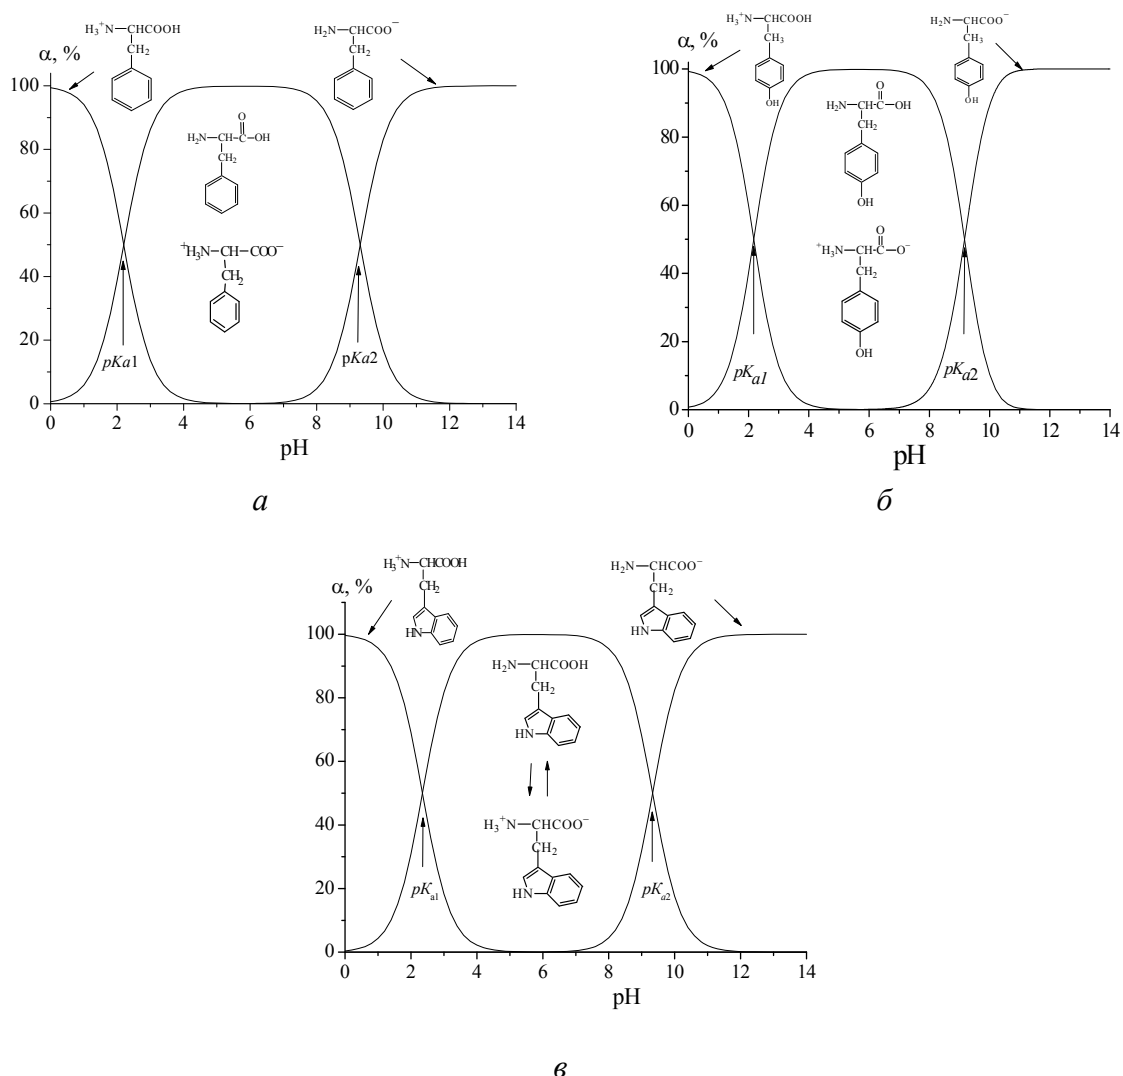 H₃⁺N–CHCOOH
CH₂
H₂N–CHCOO⁻
CH₂
α, %
100
80
60
40
20
0
H₂N–CH–C–OH
O
CH₂
⁺H₃N–CH–COO⁻
CH₂
pKa1
pKa2
0 2 4 6 8 10 12 14
pH
а
H₃⁺N–CHCOOH
CH₃
OH
H₂N–CHCOO⁻
CH₃
OH
α, %
100
80
60
40
20
0
O
H₂N–CH–C–OH
CH₂
OH
O
⁺H₃N–CH–C–O⁻
CH₂
OH
pKa1
pKa2
0 2 4 6 8 10 12 14
pH
б
H₃⁺N–CHCOOH
CH₂
HN
H₂N–CHCOO⁻
CH₂
HN
α, %
100
80
60
40
20
0
H₂N–CHCOOH
CH₂
HN
H₃⁺N–CHCOO⁻
CH₂
HN
pKa1
pKa2
0 2 4 6 8 10 12 14
pH
в